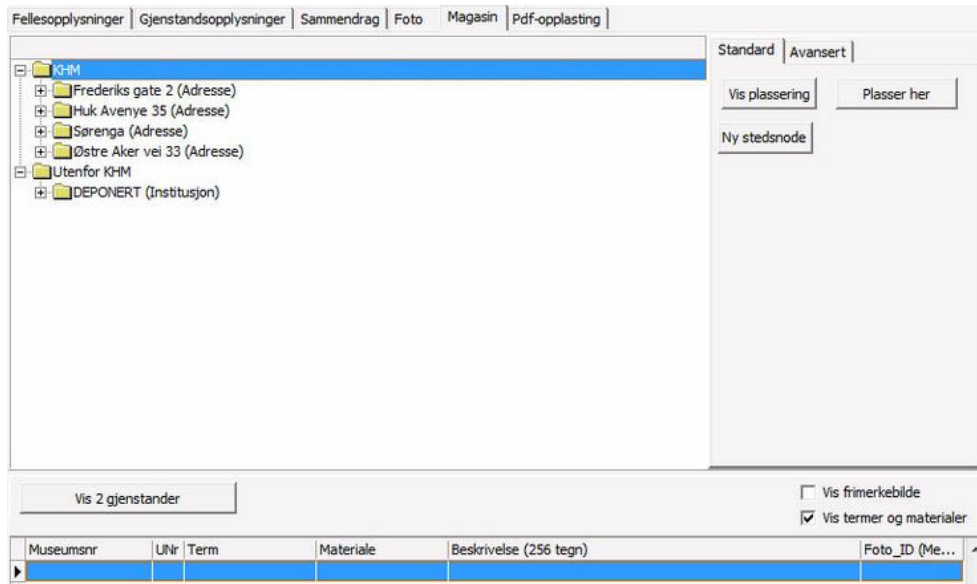 Fellesopplysninger Gjenstandsopplysninger Sammendrag Foto Magasin Pdf-opplasting
Standard Avansert
KHM
Frederiks gate 2 (Adresse)
Huk Avenye 35 (Adresse)
Sørenga (Adresse)
Østre Aker vei 33 (Adresse)
Utenfor KHM
DEPONERT (Institusjon)
Vis plassering Plasser her
Ny stedsnode
Vis 2 gjenstander
Vis frimerkebilde
Vis termer og materialer
Museumsnr UNr Term Materiale Beskrivelse (256 tegn) Foto_ID (Me...